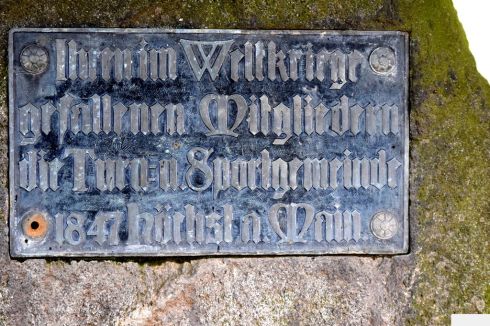 Ihren im Weltkriege
gefallenen Mitgliedern
die Turn- u. Sportgemeinde
1847 Höchst a. Main